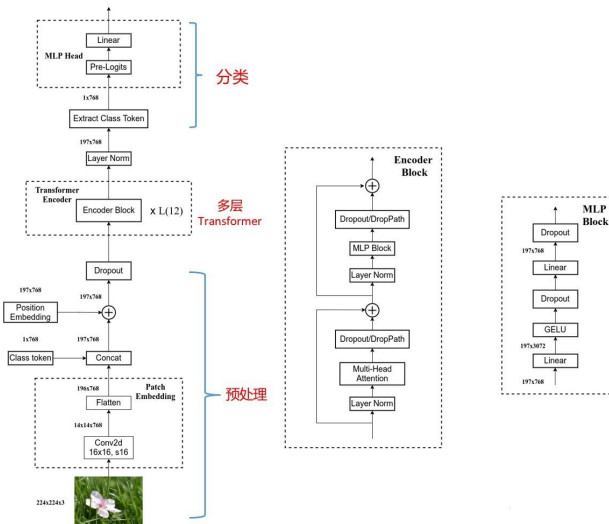 Linear
MLP Head
Pre-Logits
1x768
Extract Class Token
197x768
Layer Norm
分类
Transformer
Encoder
Encoder Block
x L(12)
多层
Transformer
Dropout
197x768
197x768
Position
Embedding
197x768
1x768
Class token
Concat
196x768
Patch
Embedding
Flatten
14x14x768
Conv2d
16x16, s16
224x224x3
预处理
Encoder
Block
Dropout/DropPath
MLP Block
Layer Norm
Dropout/DropPath
Multi-Head
Attention
Layer Norm
MLP
Block
Dropout
197x768
Linear
Dropout
GELU
197x3072
Linear
197x768